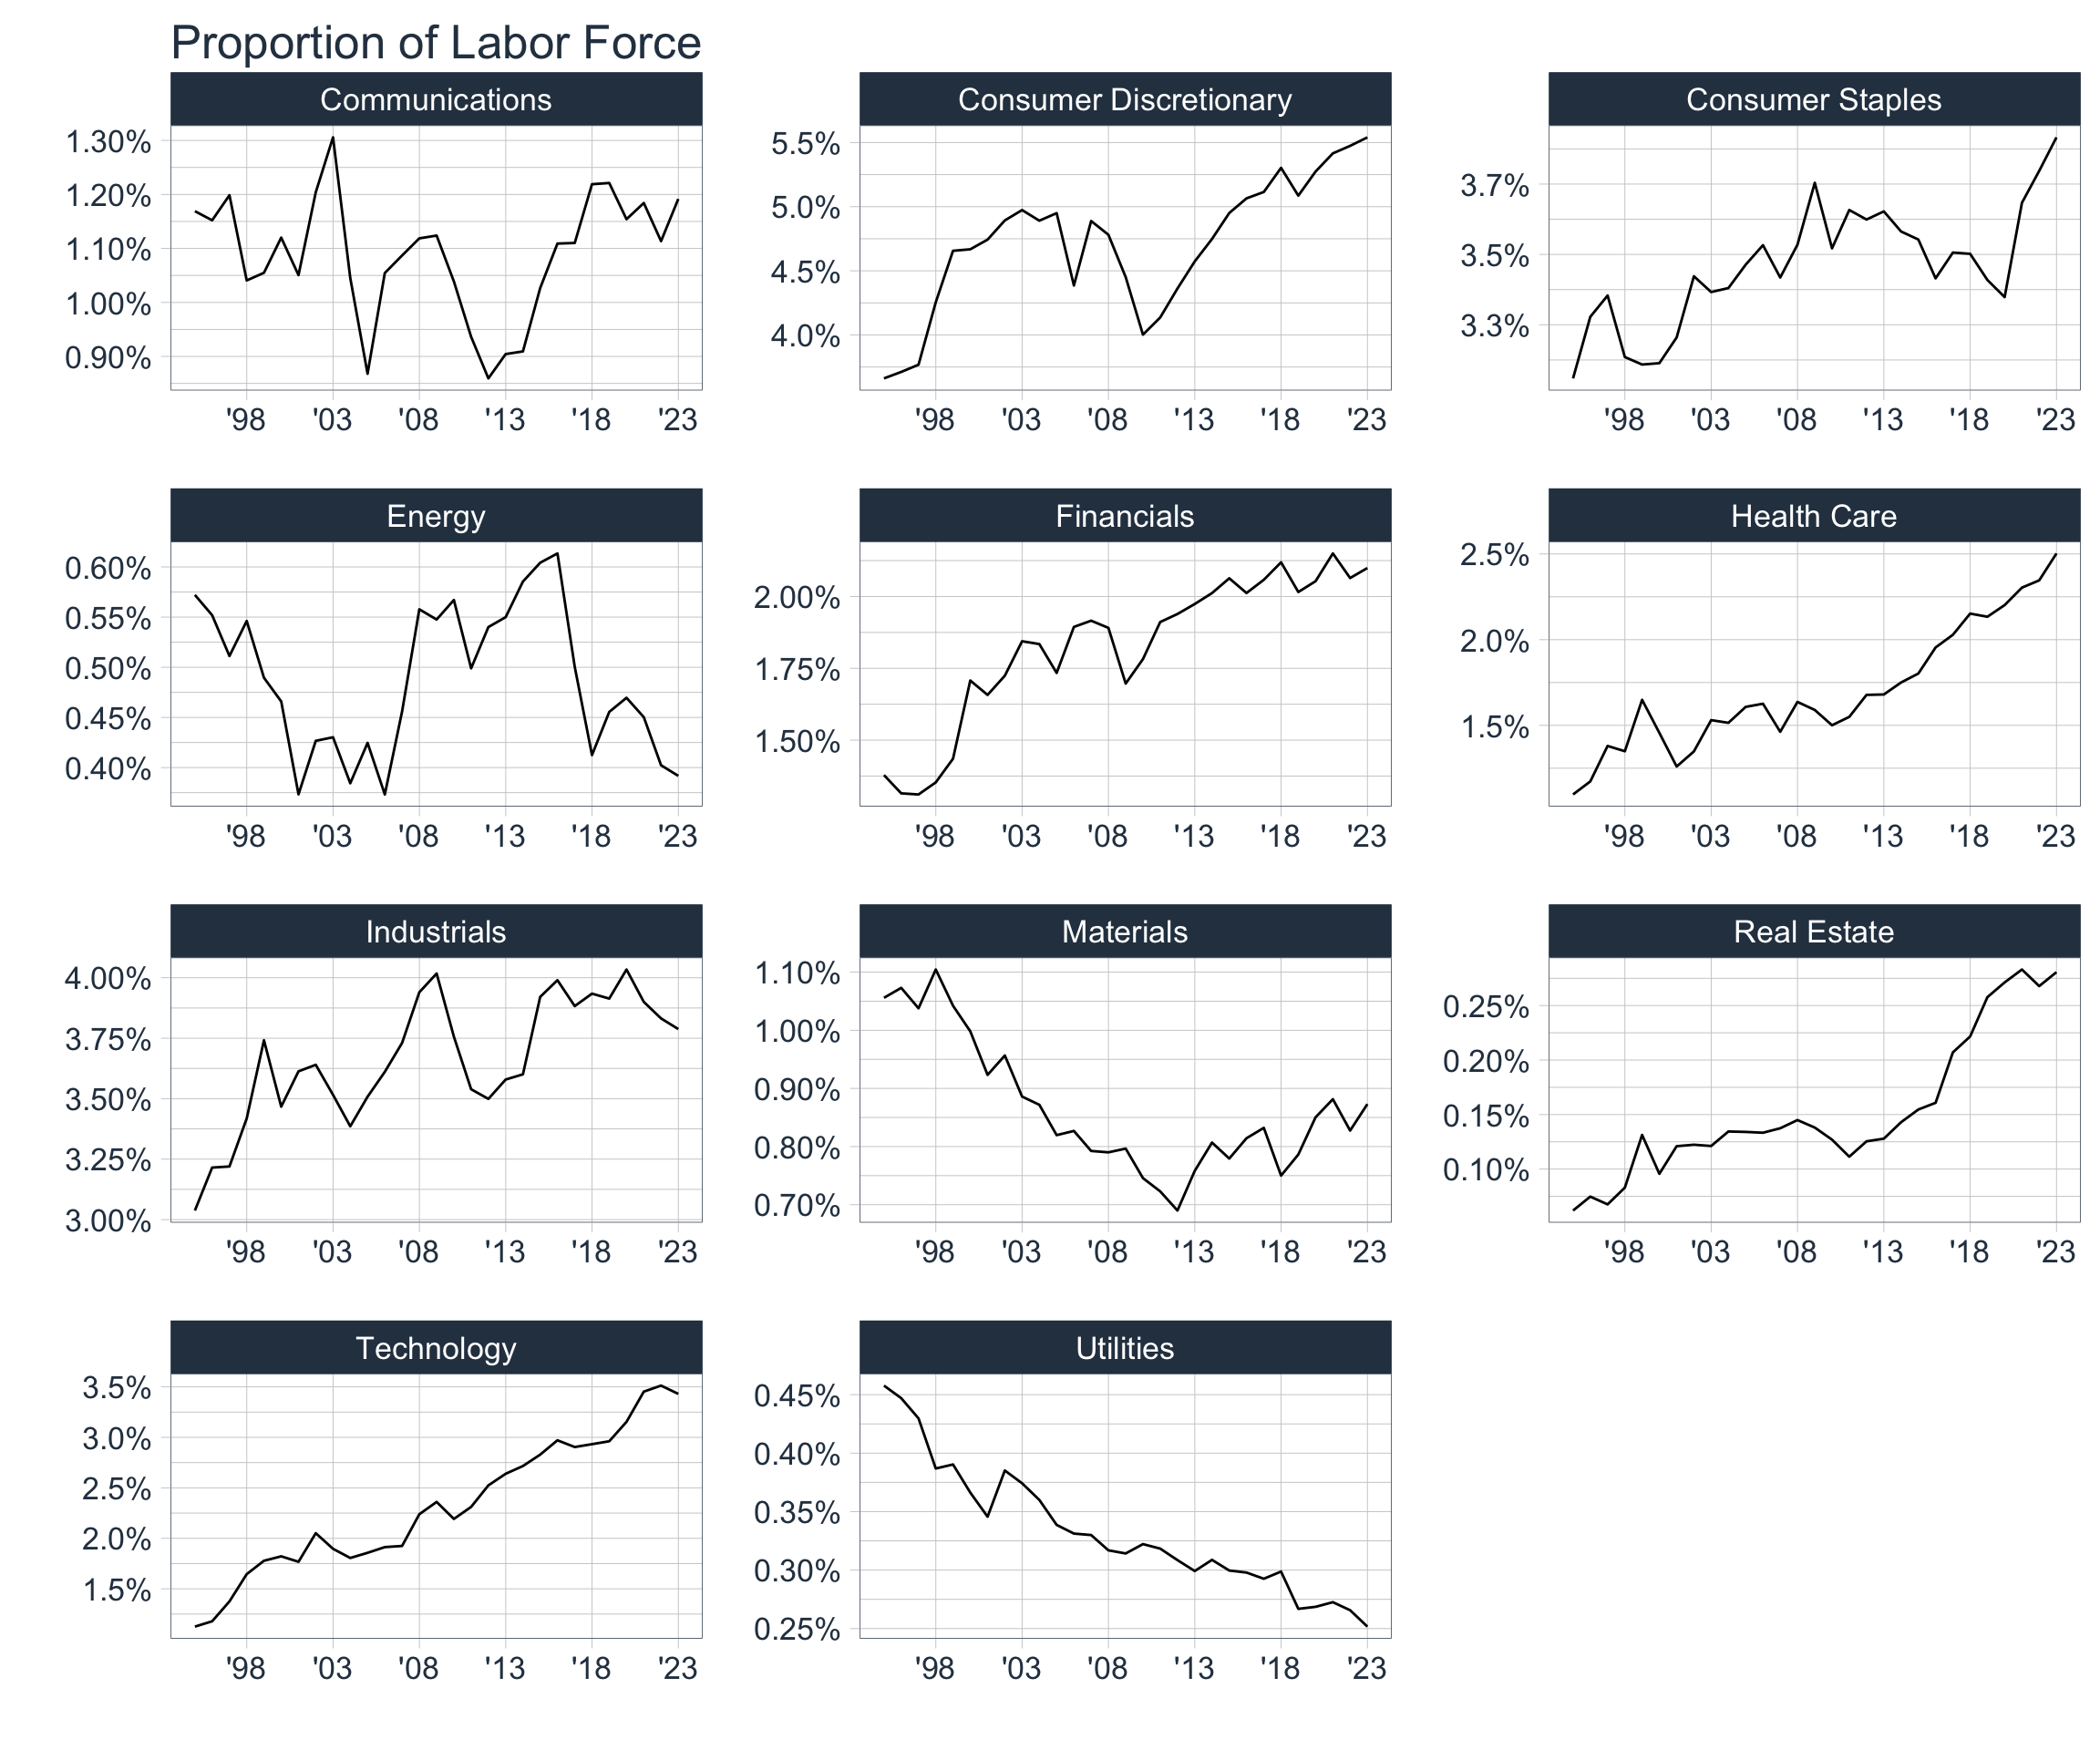 Proportion of Labor Force
Communications
1.30%
1.20%
1.10%
1.00%
0.90%
'98 '03 '08 '13 '18 '23
Consumer Discretionary
5.5%
5.0%
4.5%
4.0%
'98 '03 '08 '13 '18 '23
Consumer Staples
3.7%
3.5%
3.3%
'98 '03 '08 '13 '18 '23
Energy
0.60%
0.55%
0.50%
0.45%
0.40%
'98 '03 '08 '13 '18 '23
Financials
2.00%
1.75%
1.50%
'98 '03 '08 '13 '18 '23
Health Care
2.5%
2.0%
1.5%
'98 '03 '08 '13 '18 '23
Industrials
4.00%
3.75%
3.50%
3.25%
3.00%
'98 '03 '08 '13 '18 '23
Materials
1.10%
1.00%
0.90%
0.80%
0.70%
'98 '03 '08 '13 '18 '23
Real Estate
0.25%
0.20%
0.15%
0.10%
'98 '03 '08 '13 '18 '23
Technology
3.5%
3.0%
2.5%
2.0%
1.5%
'98 '03 '08 '13 '18 '23
Utilities
0.45%
0.40%
0.35%
0.30%
0.25%
'98 '03 '08 '13 '18 '23